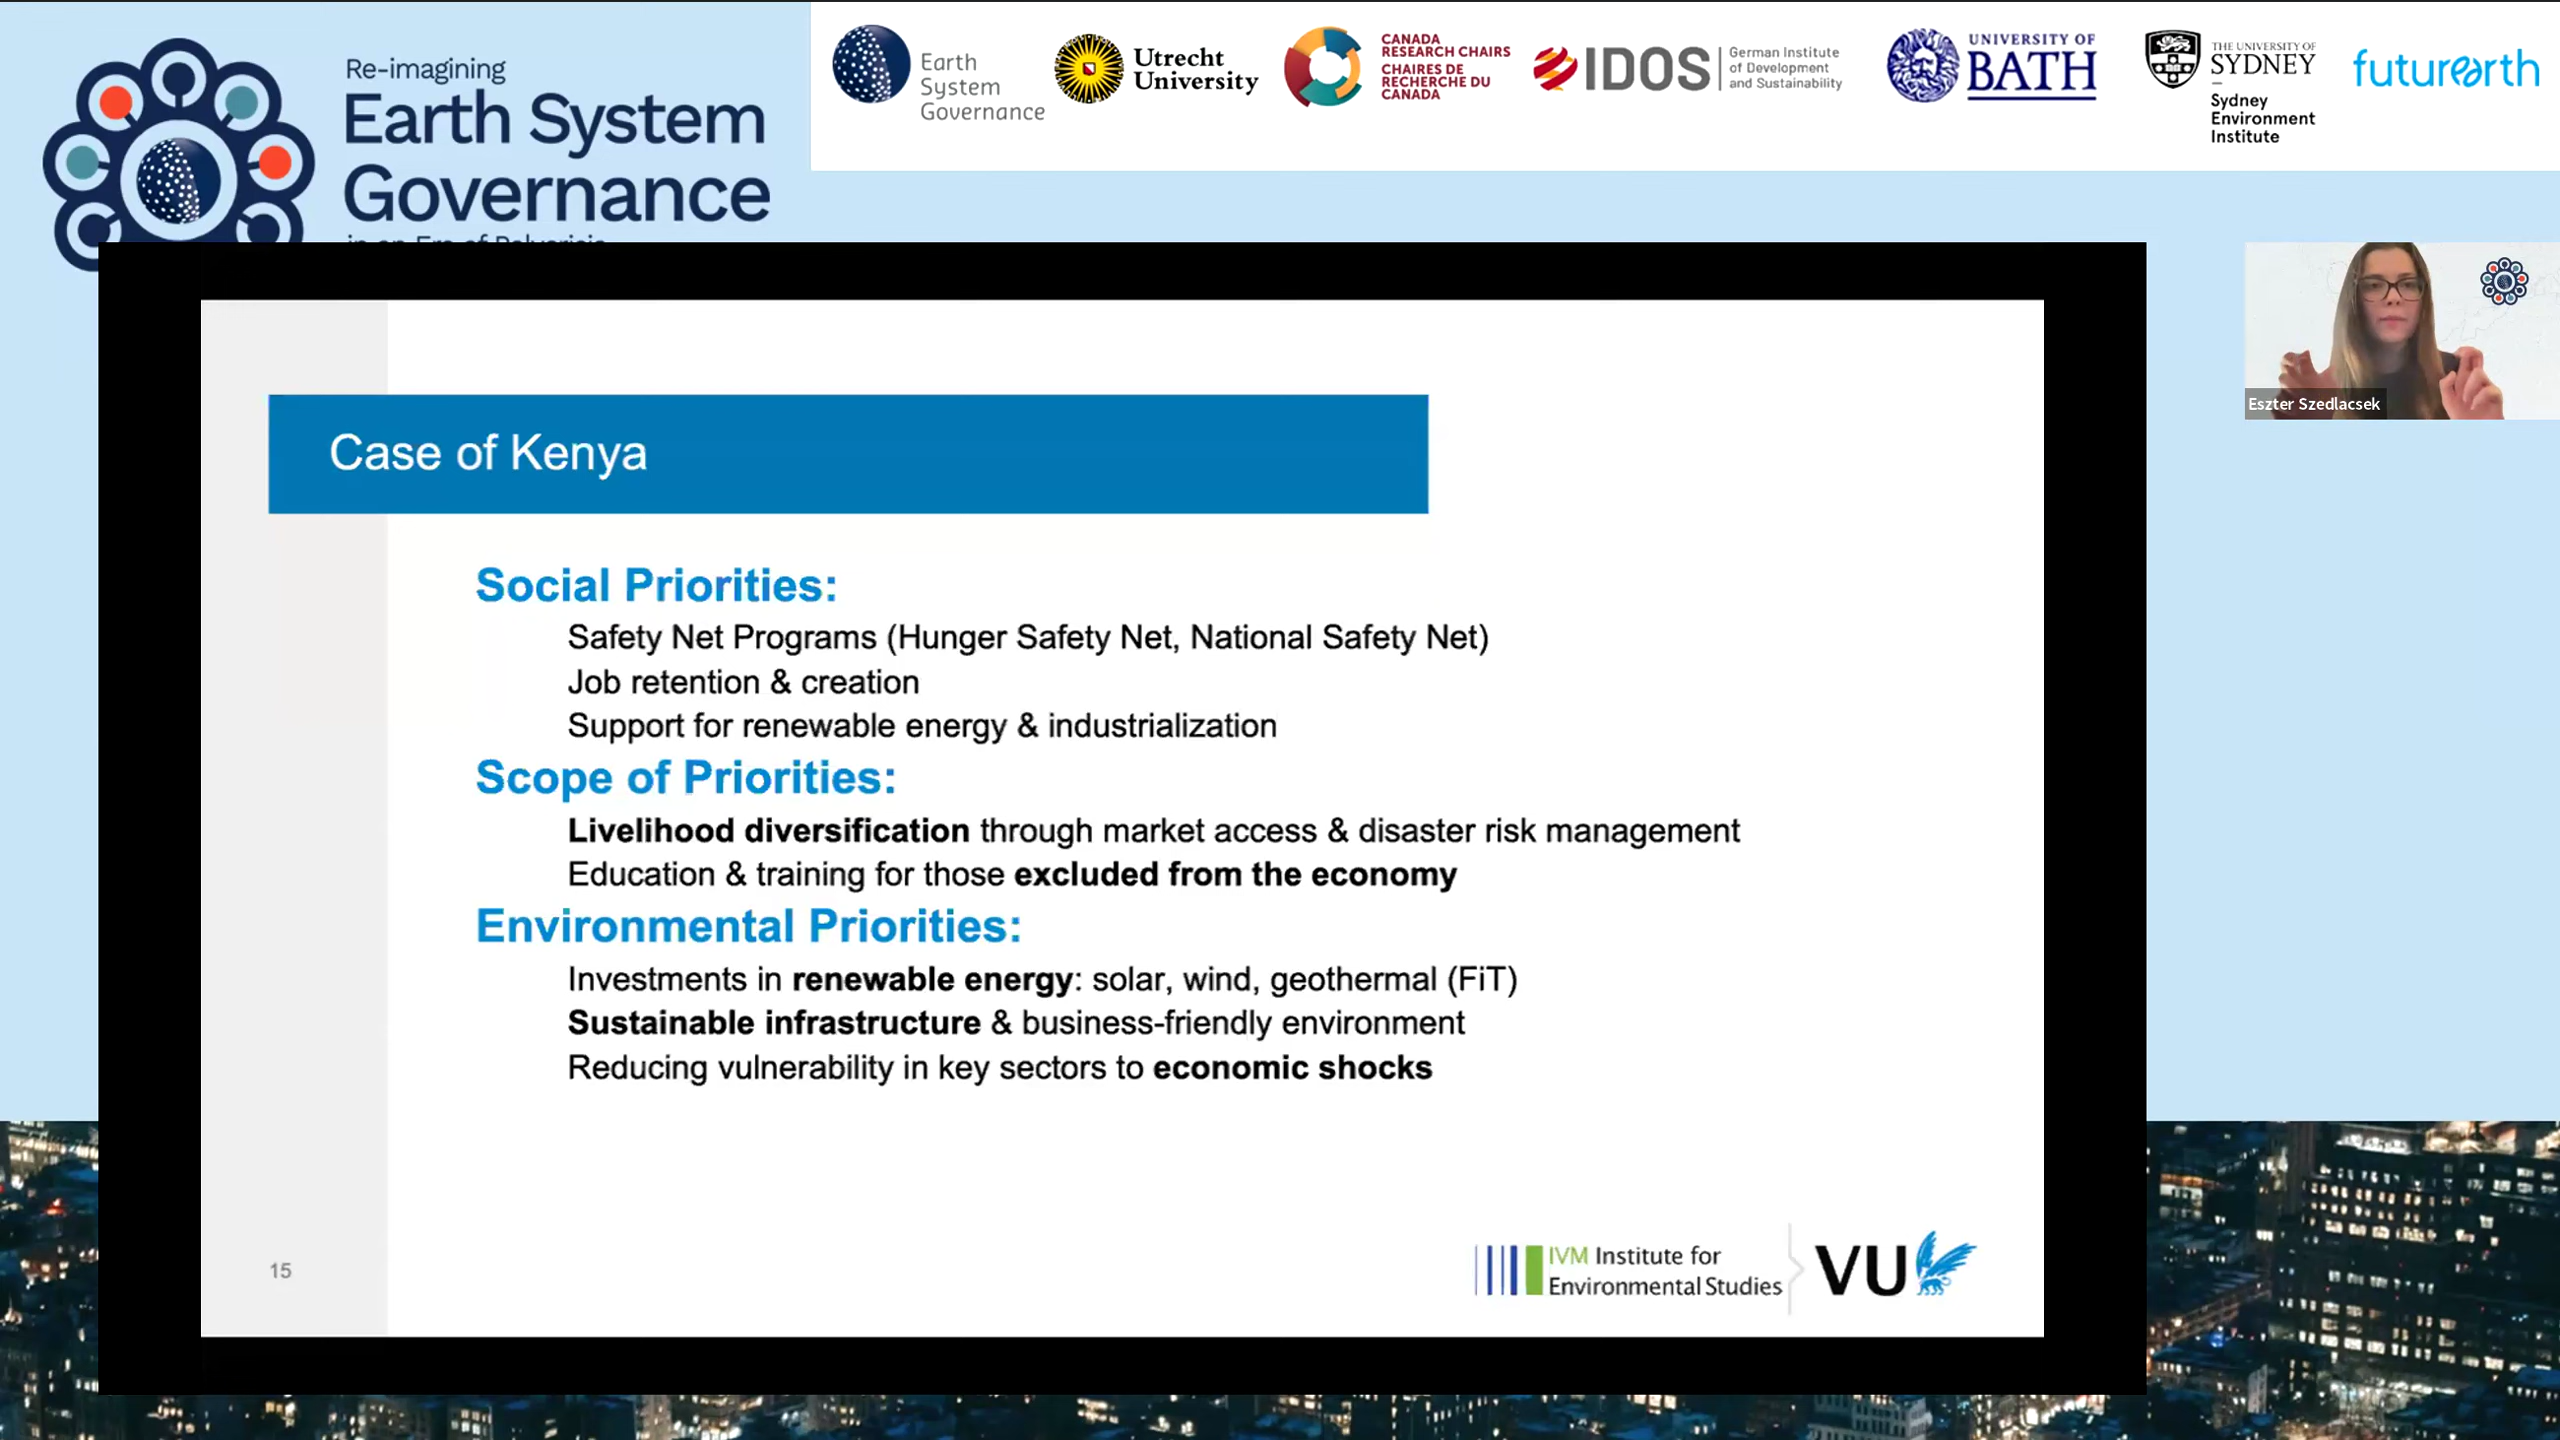 Re-imagining
Earth System
Governance
in an Era of Polycrisis
Earth
System
Governance
Utrecht
University
CANADA
RESEARCH CHAIRS
CHAIRES DE
RECHERCHE DU
CANADA
IDOS
German Institute
of Development
and Sustainability
UNIVERSITY OF
BATH
THE UNIVERSITY OF
SYDNEY
Sydney
Environment
Institute
futurearth
Eszter Szedlacsek
Case of Kenya
Social Priorities:
Safety Net Programs (Hunger Safety Net, National Safety Net)
Job retention & creation
Support for renewable energy & industrialization
Scope of Priorities:
Livelihood diversification through market access & disaster risk management
Education & training for those excluded from the economy
Environmental Priorities:
Investments in renewable energy: solar, wind, geothermal (FiT)
Sustainable infrastructure & business-friendly environment
Reducing vulnerability in key sectors to economic shocks
15
IVM Institute for
Environmental Studies
VU